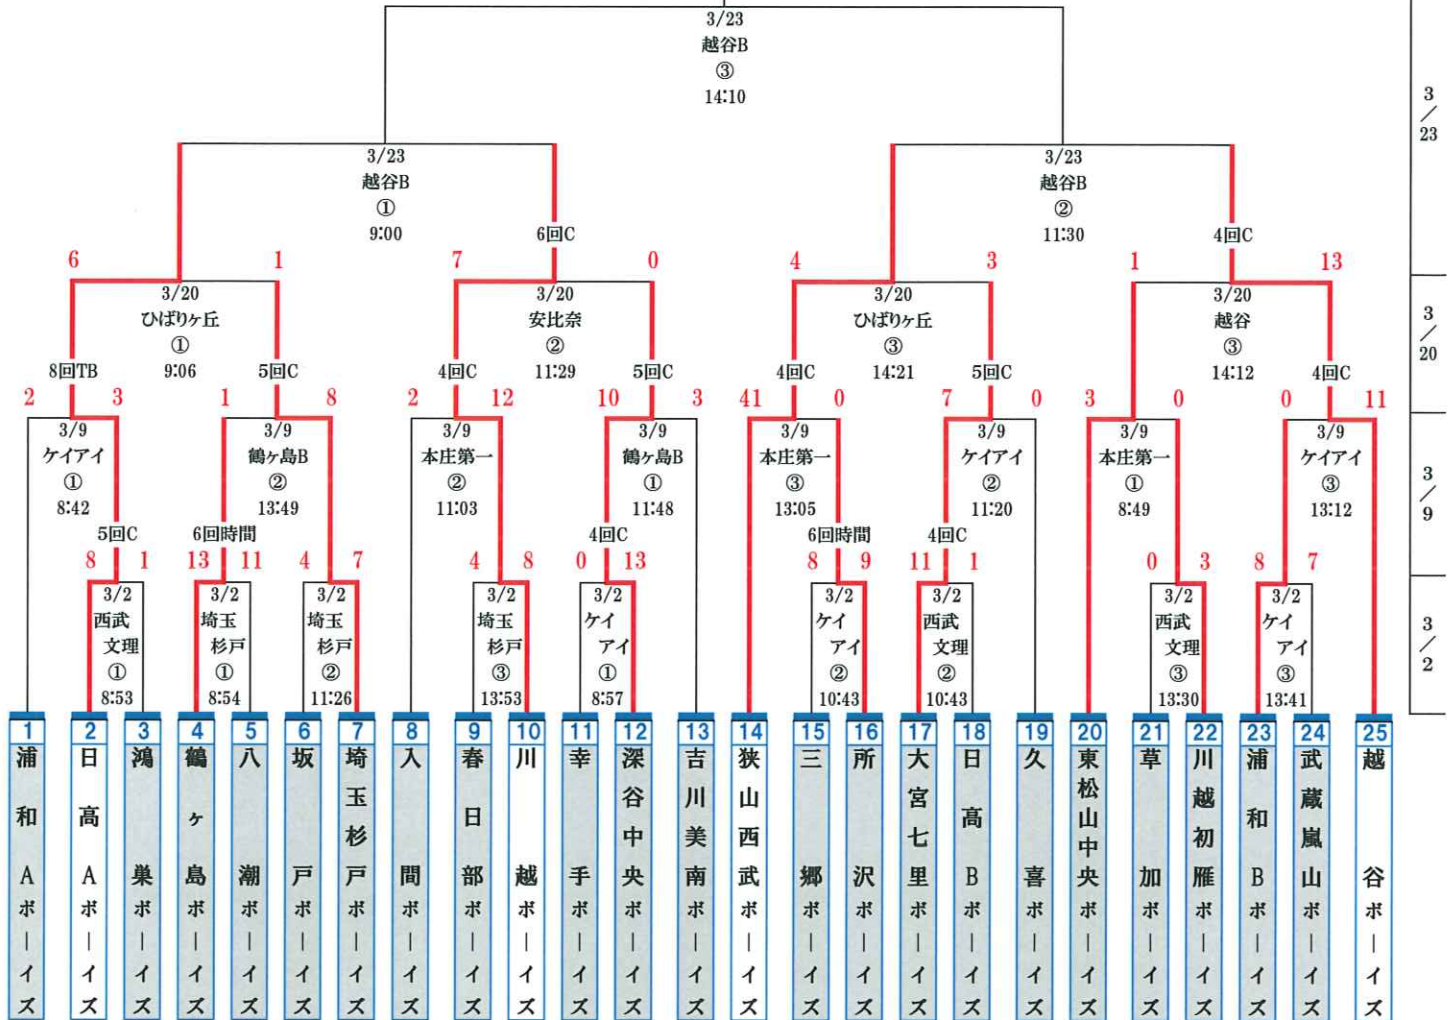 3/23
越谷B
③
14:10
3/23
3/23
越谷B
①
9:00
3/23
越谷B
②
11:30
6回C
4回C
6 1 7 0 4 3 1 13
3/20
ひばりヶ丘
①
9:06
3/20
安比奈
②
11:29
3/20
ひばりヶ丘
③
14:21
3/20
越谷
③
14:12
3/20
8回TB 5回C 4回C 5回C 4回C 5回C 4回C
2 3 1 8 2 12 10 3 41 0 7 0 3 0 0 11
3/9
ケイアイ
①
8:42
3/9
鶴ヶ島B
②
13:49
3/9
本庄第一
②
11:03
3/9
鶴ヶ島B
①
11:48
3/9
本庄第一
③
13:05
3/9
ケイアイ
②
11:20
3/9
本庄第一
①
8:49
3/9
ケイアイ
③
13:12
3/9
5回C 6回時間 4回C 6回時間 4回C
8 1 13 11 4 7 4 8 0 13 8 9 11 1 0 3 8 7
3/2
西武
文理
①
8:53
3/2
埼玉
杉戸
①
8:54
3/2
埼玉
杉戸
②
11:26
3/2
埼玉
杉戸
③
13:53
3/2
ケイ
アイ
①
8:57
3/2
ケイ
アイ
②
10:43
3/2
西武
文理
②
10:43
3/2
西武
文理
③
13:30
3/2
ケイ
アイ
③
13:41
3/2
1 浦和Aボーイズ
2 日高Aボーイズ
3 鴻巣ボーイズ
4 鶴ヶ島ボーイズ
5 八潮ボーイズ
6 坂戸ボーイズ
7 埼玉杉戸ボーイズ
8 入間ボーイズ
9 春日部ボーイズ
10 川越ボーイズ
11 幸手ボーイズ
12 深谷中央ボーイズ
13 吉川美南ボーイズ
14 狭山西武ボーイズ
15 三郷ボーイズ
16 所沢ボーイズ
17 大宮七里ボーイズ
18 日高Bボーイズ
19 久喜ボーイズ
20 東松山中央ボーイズ
21 草加ボーイズ
22 川越初雁ボーイズ
23 浦和Bボーイズ
24 武蔵嵐山ボーイズ
25 越谷ボーイズ